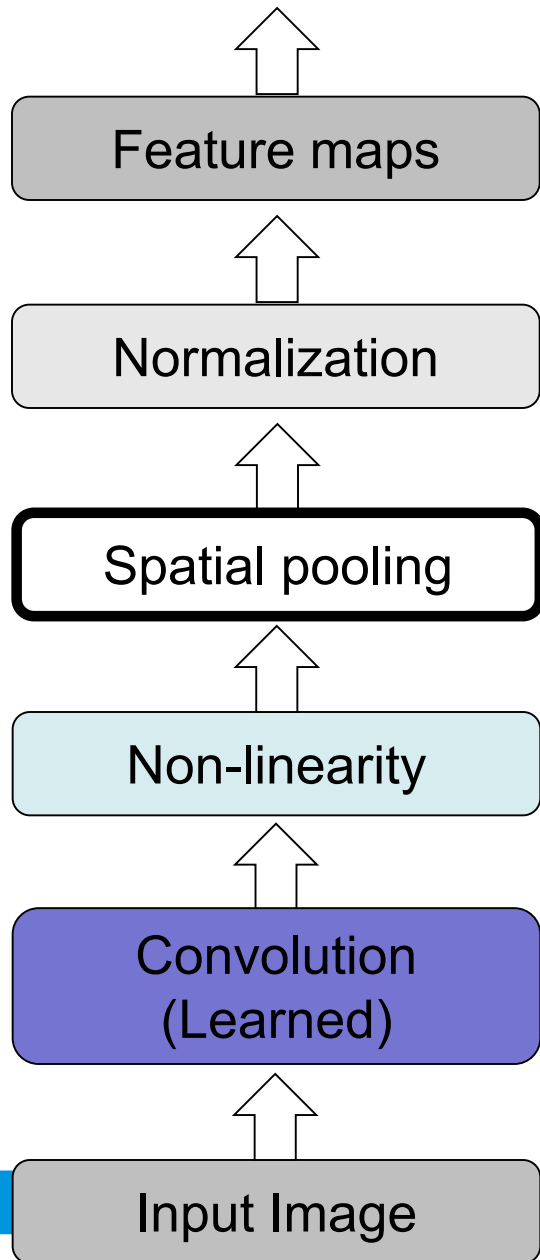 Feature maps
Normalization
Spatial pooling
Non-linearity
Convolution
(Learned)
Input Image